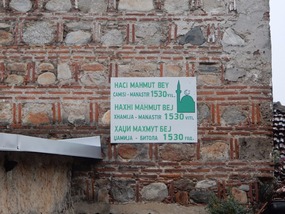 HACI MAHMUT BEY
CAMİSİ - MANASTIR 1530 YIL.
HAXHI MAHMUD BEJ
XHAMIJA - MANASTIR 1530 VIT.
ХАЏИ МАХМУТ БЕЈ
ЏАМИЈА - БИТОЛА 1530 ГОД.